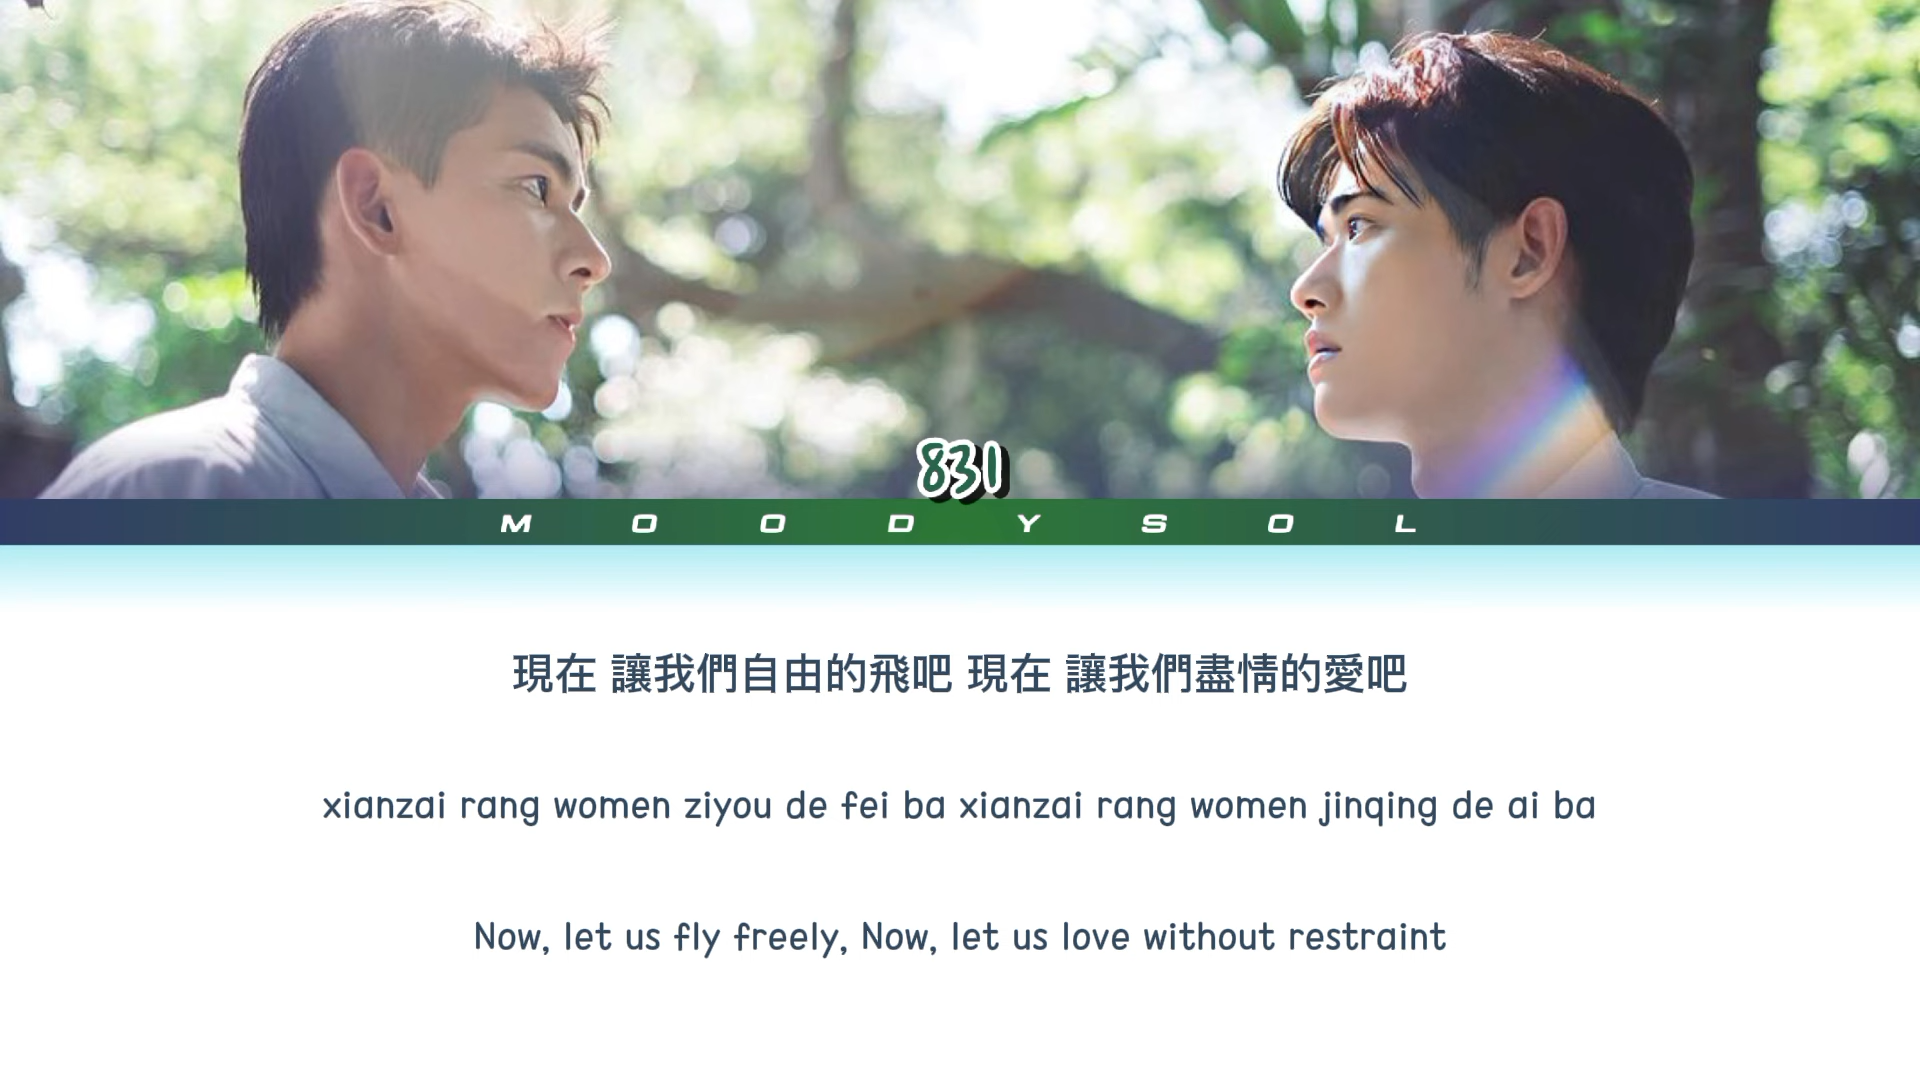 831
MOODYSOL
現在 讓我們自由的飛吧 現在 讓我們盡情的愛吧
xianzai rang women ziyou de fei ba xianzai rang women jinqing de ai ba
Now, let us fly freely, Now, let us love without restraint